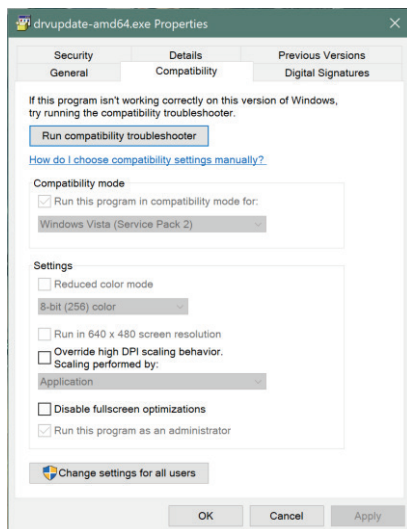 drvupdate-amd64.exe Properties
Security Details Previous Versions
General Compatibility Digital Signatures
If this program isn't working correctly on this version of Windows,
try running the compatibility troubleshooter.
Run compatibility troubleshooter
How do I choose compatibility settings manually?
Compatibility mode
Run this program in compatibility mode for:
Windows Vista (Service Pack 2)
Settings
Reduced color mode
8-bit (256) color
Run in 640 x 480 screen resolution
Override high DPI scaling behavior.
Scaling performed by:
Application
Disable fullscreen optimizations
Run this program as an administrator
Change settings for all users
OK Cancel Apply